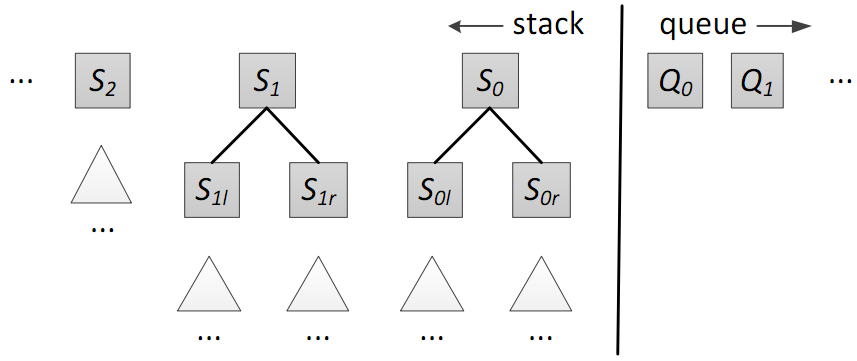 stack queue
... S2 S1 S0 Q0 Q1 ...
S1l S1r S0l S0r
...
... ... ... ...